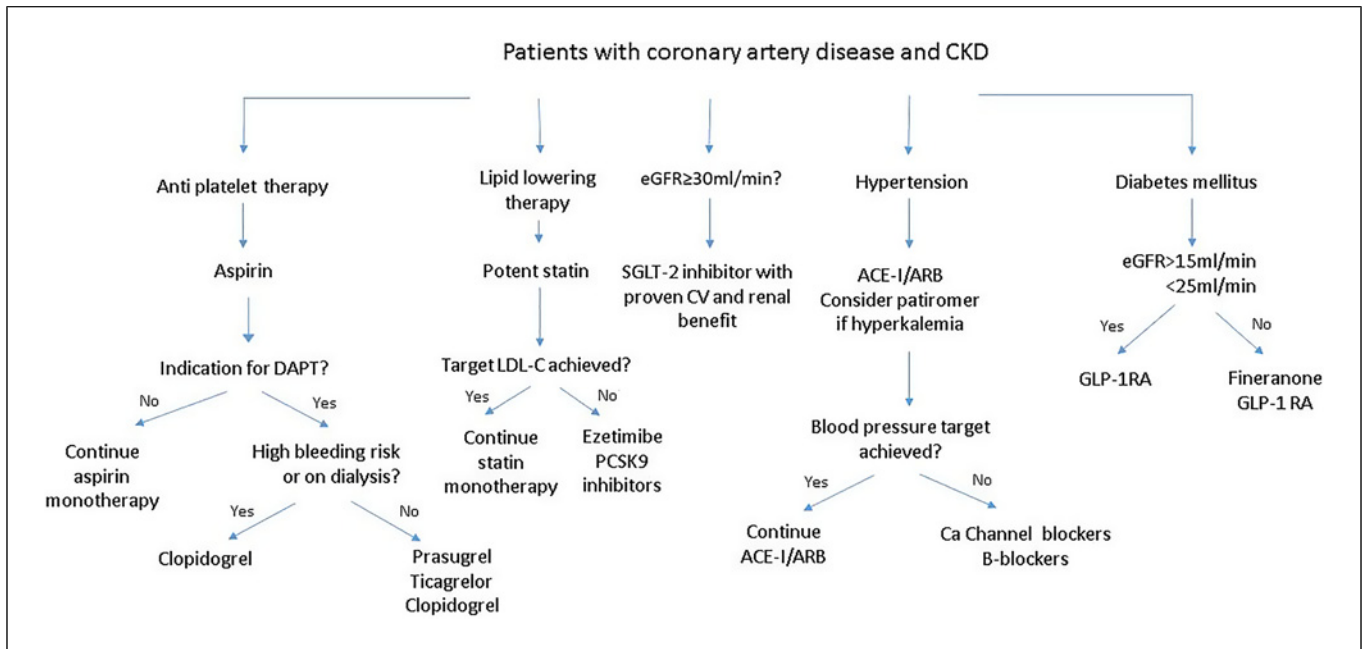 Patients with coronary artery disease and CKD
Anti platelet therapy
Aspirin
Indication for DAPT?
No
Yes
Continue
aspirin
monotherapy
High bleeding risk
or on dialysis?
Yes
No
Clopidogrel
Prasugrel
Ticagrelor
Clopidogrel
Lipid lowering
therapy
Potent statin
Target LDL-C achieved?
Yes
No
Continue
statin
monotherapy
Ezetimibe
PCSK9
inhibitors
eGFR≥30ml/min?
SGLT-2 inhibitor with
proven CV and renal
benefit
Hypertension
ACE-I/ARB
Consider patiromer
if hyperkalemia
Blood pressure target
achieved?
Yes
No
Continue
ACE-I/ARB
Ca Channel blockers
B-blockers
Diabetes mellitus
eGFR>15ml/min
<25ml/min
Yes
No
GLP-1RA
Fineranone
GLP-1 RA